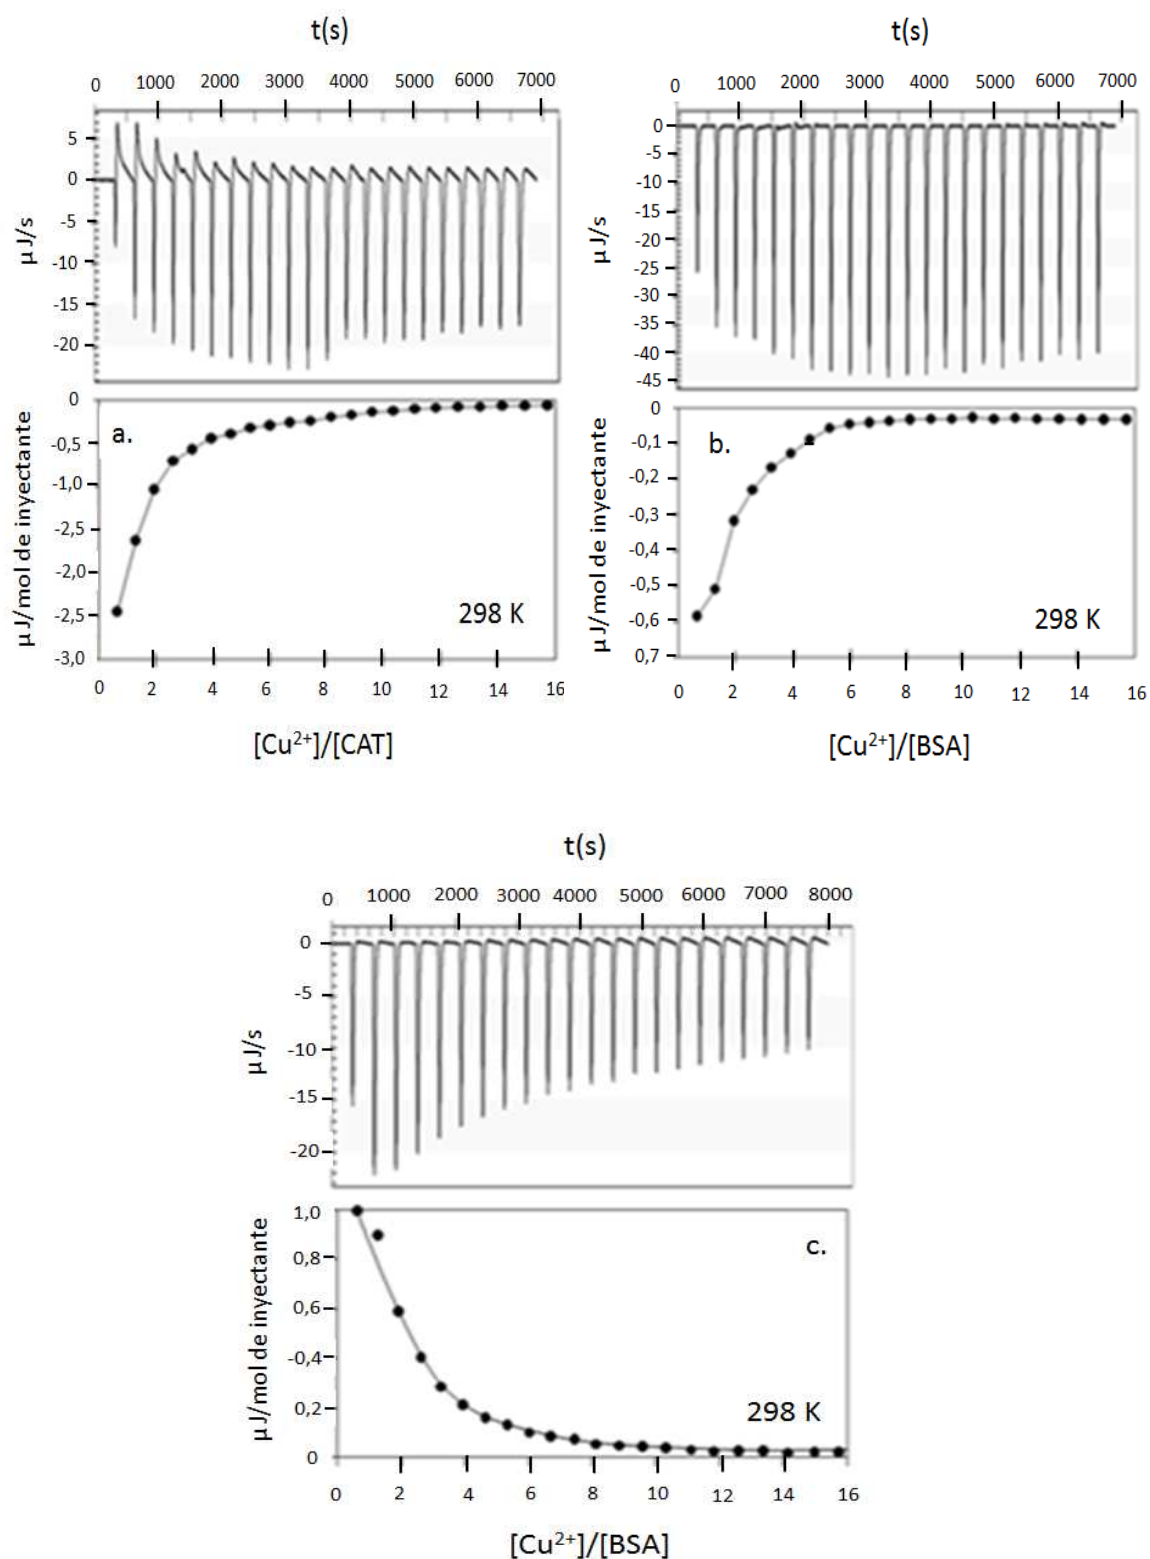 t(s)
0 1000 2000 3000 4000 5000 6000 7000
5
0
-5
-10
-15
-20
µJ/s
0
-0,5
-1,0
-2,5
-2,0
-2,5
-3,0
µJ/mol de inyectante
a.
298 K
0 2 4 6 8 10 12 14 16
[Cu²⁺]/[CAT]
t(s)
0 1000 2000 3000 4000 5000 6000 7000
0
-5
-10
-15
-20
-25
-30
-35
-40
-45
µJ/s
0
-0,1
-0,2
-0,3
-0,4
-0,5
-0,6
0,7
µJ/mol de inyectante
b.
298 K
0 2 4 6 8 10 12 14 16
[Cu²⁺]/[BSA]
t(s)
0 1000 2000 3000 4000 5000 6000 7000 8000
0
-5
-10
-15
-20
µJ/s
1,0
0,8
0,6
-0,4
0,2
0
µJ/mol de inyectante
c.
298 K
0 2 4 6 8 10 12 14 16
[Cu²⁺]/[BSA]